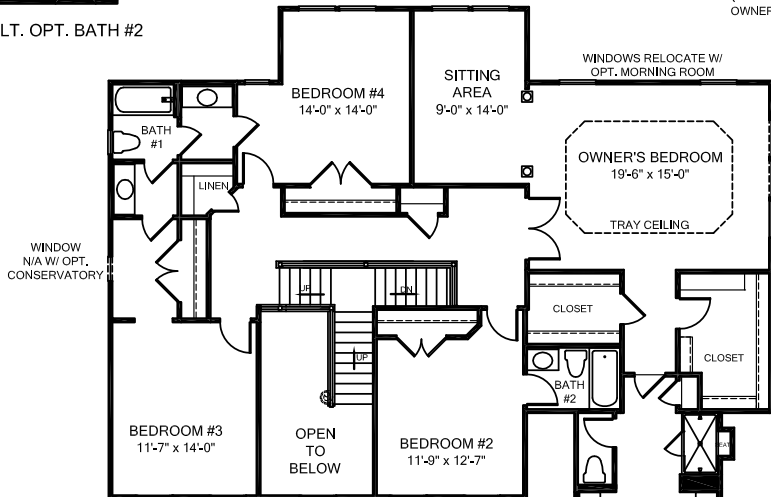 LT. OPT. BATH #2
OWNER
WINDOWS RELOCATE W/
OPT. MORNING ROOM
BEDROOM #4
14'-0" x 14'-0"
SITTING
AREA
9'-0" x 14'-0"
BATH
#1
OWNER'S BEDROOM
19'-6" x 15'-0"
TRAY CEILING
LINEN
WINDOW
N/A W/ OPT.
CONSERVATORY
UP
DN
CLOSET
UP
CLOSET
BATH
#2
BEDROOM #3
11'-7" x 14'-0"
OPEN
TO
BELOW
BEDROOM #2
11'-9" x 12'-7"